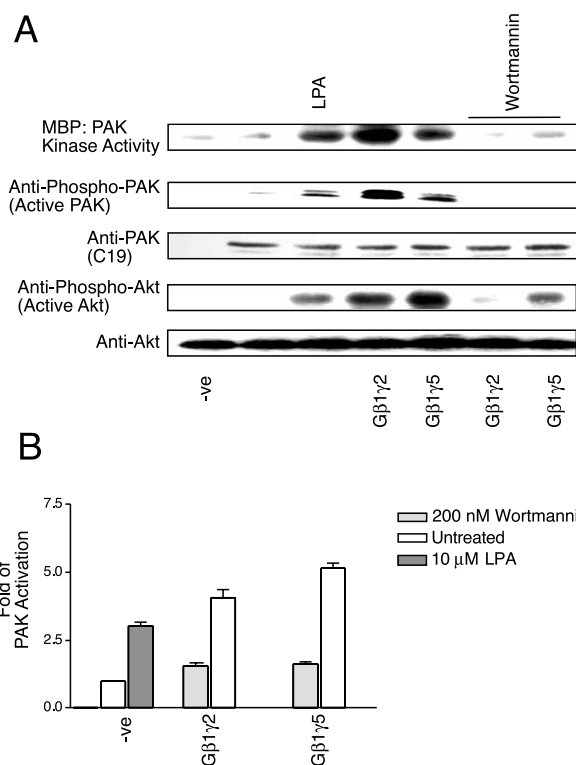 A
LPA
Wortmannin
MBP: PAK
Kinase Activity
Anti-Phospho-PAK
(Active PAK)
Anti-PAK
(C19)
Anti-Phospho-Akt
(Active Akt)
Anti-Akt
-ve
Gβ1γ2
Gβ1γ5
Gβ1γ2
Gβ1γ5
B
Fold of
PAK Activation
7.5
5.0
2.5
0.0
200 nM Wortmanni
Untreated
10 μM LPA
-ve
Gβ1γ2
Gβ1γ5